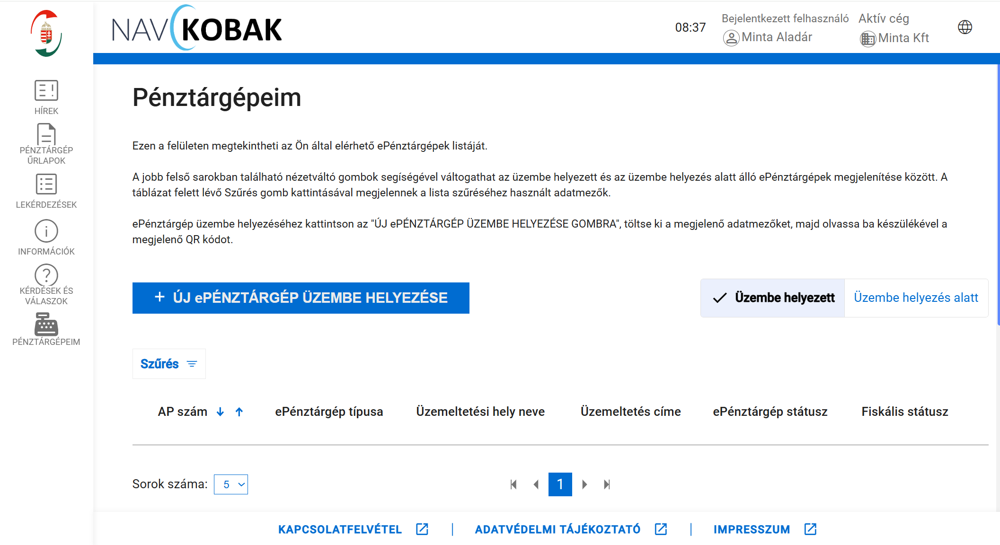 NAV KOBAK
08:37
Bejelentkezett felhasználó
Minta Aladár
Aktív cég
Minta Kft
HÍREK
PÉNZTÁRGÉP
ŰRLAPOK
LEKÉRDEZÉSEK
INFORMÁCIÓK
KÉRDÉSEK ÉS
VÁLASZOK
PÉNZTÁRGÉPEIM
Pénztárgépeim
Ezen a felületen megtekintheti az Ön által elérhető ePénztárgépek listáját.
A jobb felső sarokban található nézetváltó gombok segíségével váltogathat az üzembe helyezett és az üzembe helyezés alatt álló ePénztárgépek megjelenítése között. A
táblázat felett lévő Szűrés gomb kattintásával megjelennek a lista szűréséhez használt adatmezők.
ePénztárgép üzembe helyezéséhez kattintson az "ÚJ ePÉNZTÁRGÉP ÜZEMBE HELYEZÉSE GOMBRA", töltse ki a megjelenő adatmezőket, majd olvassa ba készülékével a
megjelenő QR kódot.
+ ÚJ ePÉNZTÁRGÉP ÜZEMBE HELYEZÉSE
Üzembe helyezett
Üzembe helyezés alatt
Szűrés
AP szám ePénztárgép típusa Üzemeltetési hely neve Üzemeltetés címe ePénztárgép státusz Fiskális státusz
Sorok száma: 5
1
KAPCSOLATFELVÉTEL | ADATVÉDELMI TÁJÉKOZTATÓ | IMPRESSZUM